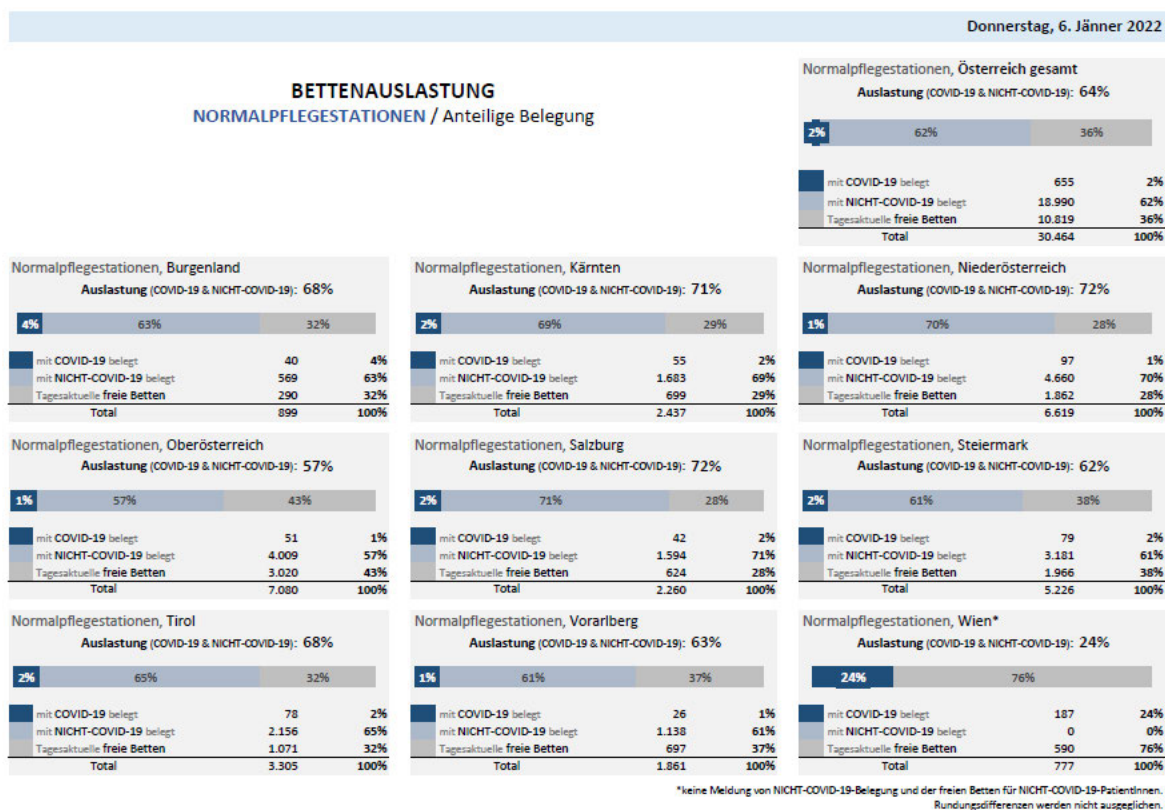 Donnerstag, 6. Jänner 2022
BETTENAUSLASTUNG
NORMALPFLEGESTATIONEN / Anteilige Belegung
Normalpflegestationen, Österreich gesamt
Auslastung (COVID-19 & NICHT-COVID-19): 64%
2% 62% 36%
mit COVID-19 belegt 655 2%
mit NICHT-COVID-19 belegt 18.990 62%
Tagesaktuelle freie Betten 10.819 36%
Total 30.464 100%
Normalpflegestationen, Burgenland
Auslastung (COVID-19 & NICHT-COVID-19): 68%
4% 63% 32%
mit COVID-19 belegt 40 4%
mit NICHT-COVID-19 belegt 569 63%
Tagesaktuelle freie Betten 290 32%
Total 899 100%
Normalpflegestationen, Kärnten
Auslastung (COVID-19 & NICHT-COVID-19): 71%
2% 69% 29%
mit COVID-19 belegt 55 2%
mit NICHT-COVID-19 belegt 1.683 69%
Tagesaktuelle freie Betten 699 29%
Total 2.437 100%
Normalpflegestationen, Niederösterreich
Auslastung (COVID-19 & NICHT-COVID-19): 72%
1% 70% 28%
mit COVID-19 belegt 97 1%
mit NICHT-COVID-19 belegt 4.660 70%
Tagesaktuelle freie Betten 1.862 28%
Total 6.619 100%
Normalpflegestationen, Oberösterreich
Auslastung (COVID-19 & NICHT-COVID-19): 57%
1% 57% 43%
mit COVID-19 belegt 51 1%
mit NICHT-COVID-19 belegt 4.009 57%
Tagesaktuelle freie Betten 3.020 43%
Total 7.080 100%
Normalpflegestationen, Salzburg
Auslastung (COVID-19 & NICHT-COVID-19): 72%
2% 71% 28%
mit COVID-19 belegt 42 2%
mit NICHT-COVID-19 belegt 1.594 71%
Tagesaktuelle freie Betten 624 28%
Total 2.260 100%
Normalpflegestationen, Steiermark
Auslastung (COVID-19 & NICHT-COVID-19): 62%
2% 61% 38%
mit COVID-19 belegt 79 2%
mit NICHT-COVID-19 belegt 3.181 61%
Tagesaktuelle freie Betten 1.966 38%
Total 5.226 100%
Normalpflegestationen, Tirol
Auslastung (COVID-19 & NICHT-COVID-19): 68%
2% 65% 32%
mit COVID-19 belegt 78 2%
mit NICHT-COVID-19 belegt 2.156 65%
Tagesaktuelle freie Betten 1.071 32%
Total 3.305 100%
Normalpflegestationen, Vorarlberg
Auslastung (COVID-19 & NICHT-COVID-19): 63%
1% 61% 37%
mit COVID-19 belegt 26 1%
mit NICHT-COVID-19 belegt 1.138 61%
Tagesaktuelle freie Betten 697 37%
Total 1.861 100%
Normalpflegestationen, Wien*
Auslastung (COVID-19 & NICHT-COVID-19): 24%
24% 76%
mit COVID-19 belegt 187 24%
mit NICHT-COVID-19 belegt 0 0%
Tagesaktuelle freie Betten 590 76%
Total 777 100%
*keine Meldung von NICHT-COVID-19-Belegung und der freien Betten für NICHT-COVID-19-PatientInnen.
Rundungsdifferenzen werden nicht ausgeglichen.